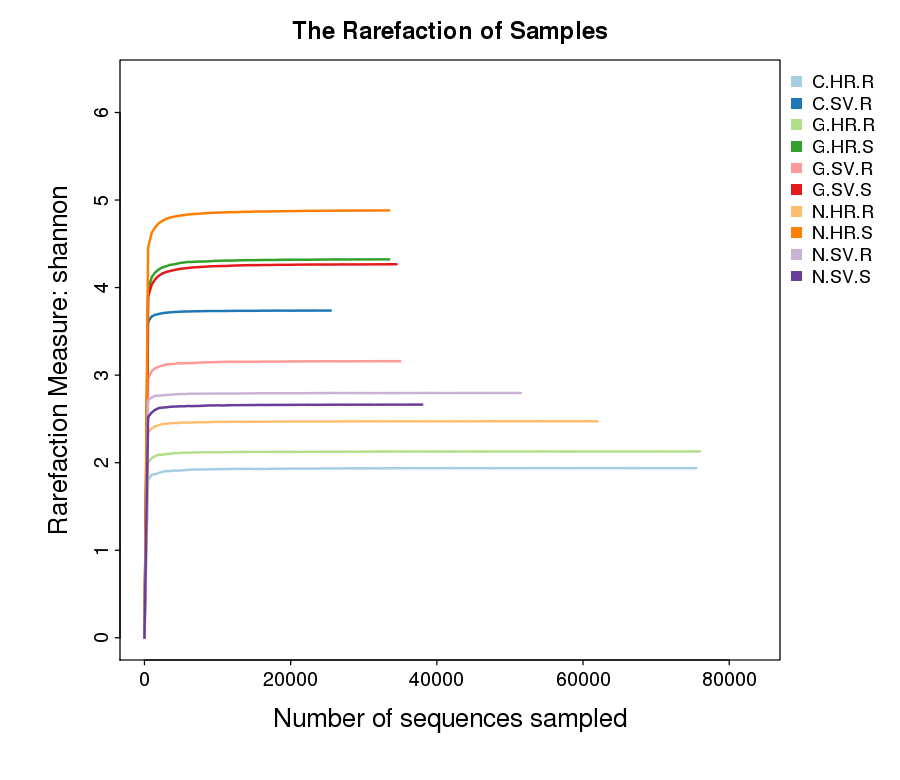 The Rarefaction of Samples
Rarefaction Measure: shannon
6
5
4
3
2
1
0
0 20000 40000 60000 80000
Number of sequences sampled
C.HR.R
C.SV.R
G.HR.R
G.HR.S
G.SV.R
G.SV.S
N.HR.R
N.HR.S
N.SV.R
N.SV.S